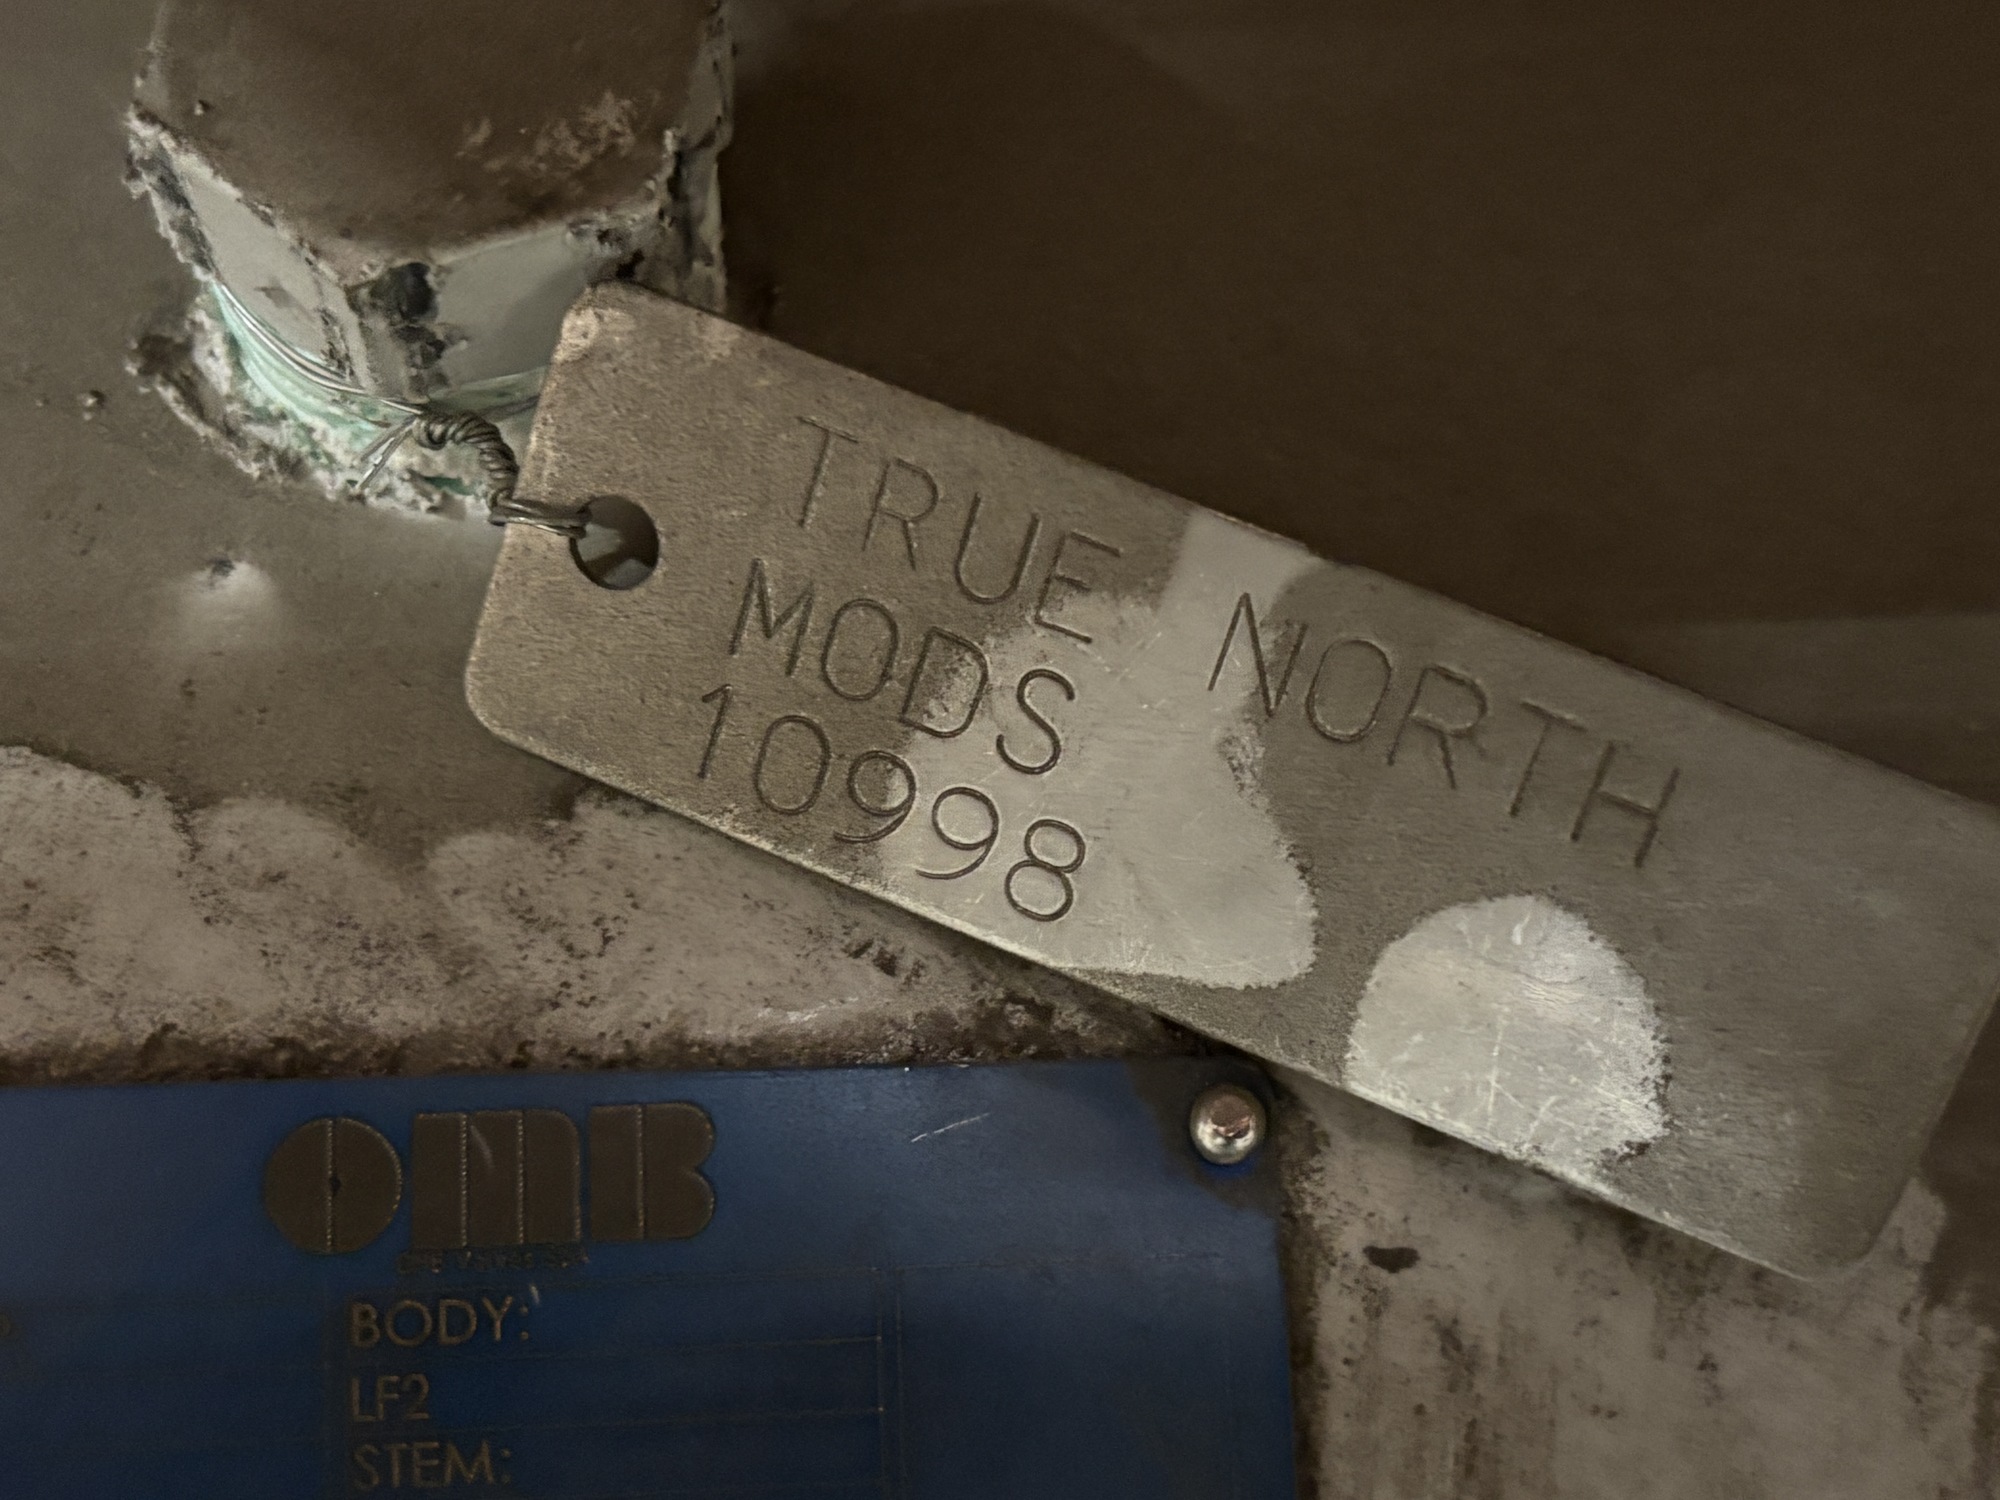 TRUE NORTH
MODS
10998
OMB
BODY:
LF2
STEM: